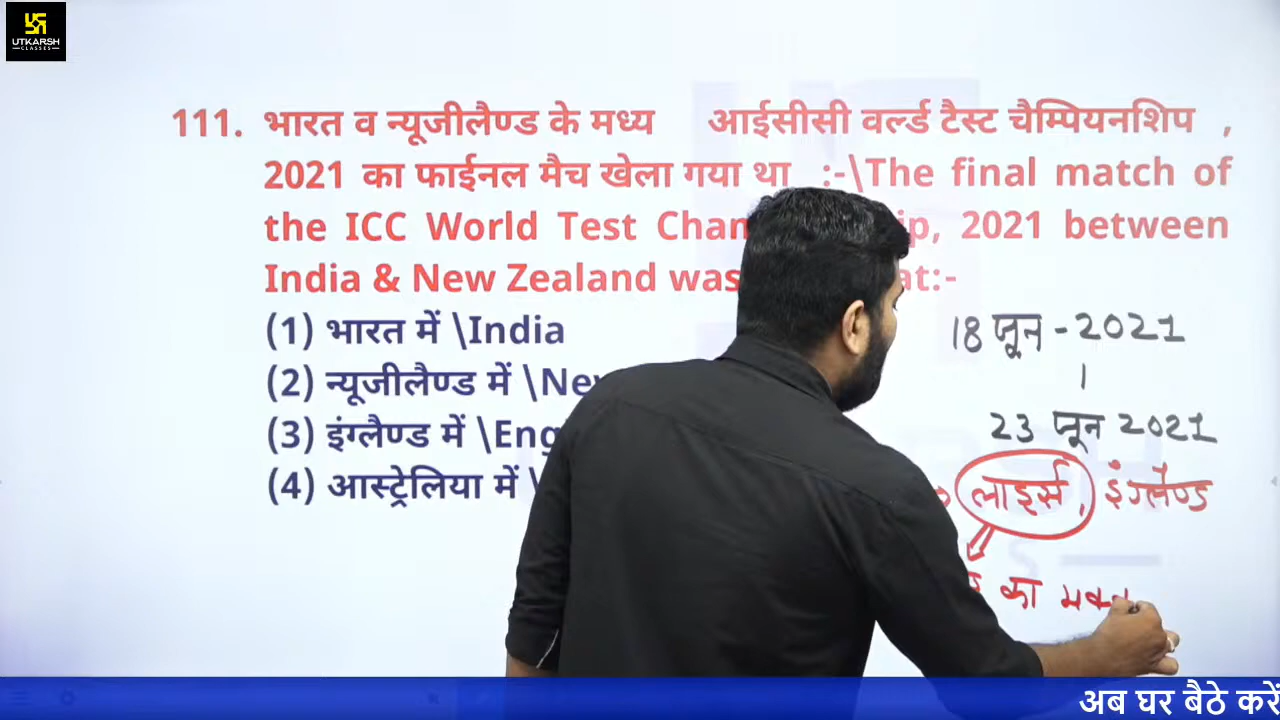 UTKARSH
CLASSES
111. भारत व न्यूजीलैण्ड के मध्य आईसीसी वर्ल्ड टैस्ट चैम्पियनशिप ,
2021 का फाईनल मैच खेला गया था :-\The final match of
the ICC World Test Cham ip, 2021 between
India & New Zealand was at:-
(1) भारत में \India
(2) न्यूजीलैण्ड में \Ne
(3) इंग्लैण्ड में \Eng
(4) आस्ट्रेलिया में \
18 जून - 2021
23 जून 2021
लार्ड्स, इंग्लैण्ड
का
अब घर बैठे करें